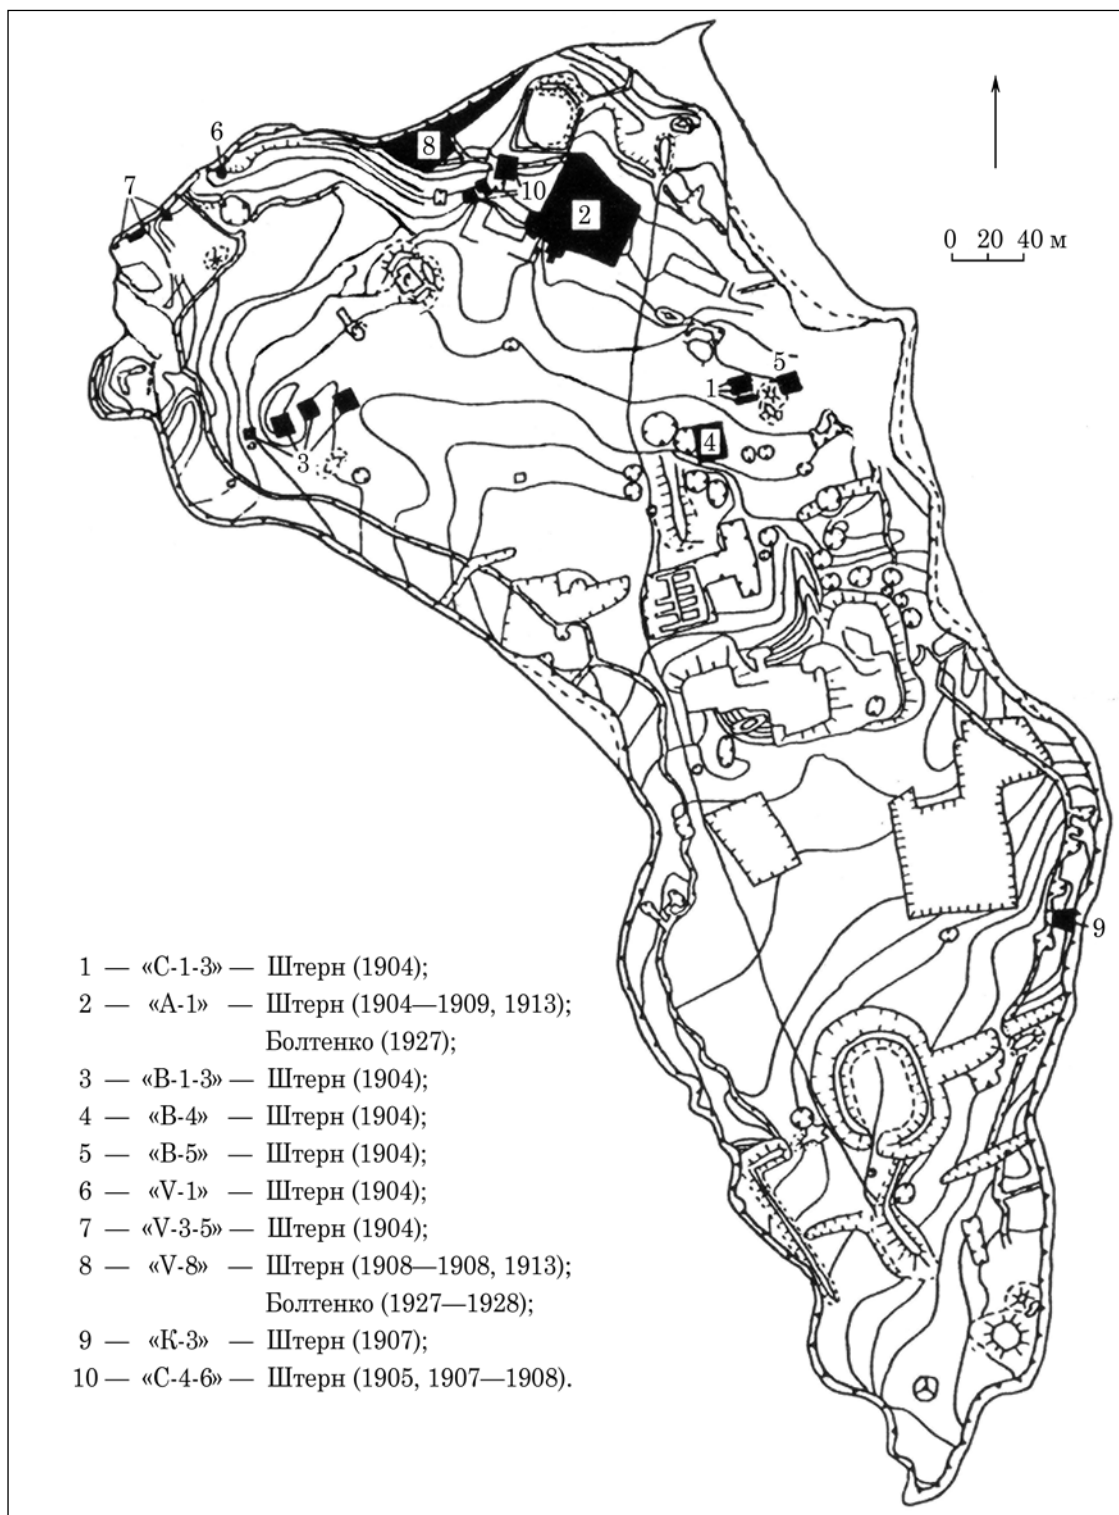 6
8
7
10
2
0 20 40 м
5
1
4
3
9
1 — «С-1-3» — Штерн (1904);
2 — «А-1» — Штерн (1904—1909, 1913);
Болтенко (1927);
3 — «В-1-3» — Штерн (1904);
4 — «В-4» — Штерн (1904);
5 — «В-5» — Штерн (1904);
6 — «V-1» — Штерн (1904);
7 — «V-3-5» — Штерн (1904);
8 — «V-8» — Штерн (1908—1908, 1913);
Болтенко (1927—1928);
9 — «К-3» — Штерн (1907);
10 — «С-4-6» — Штерн (1905, 1907—1908).